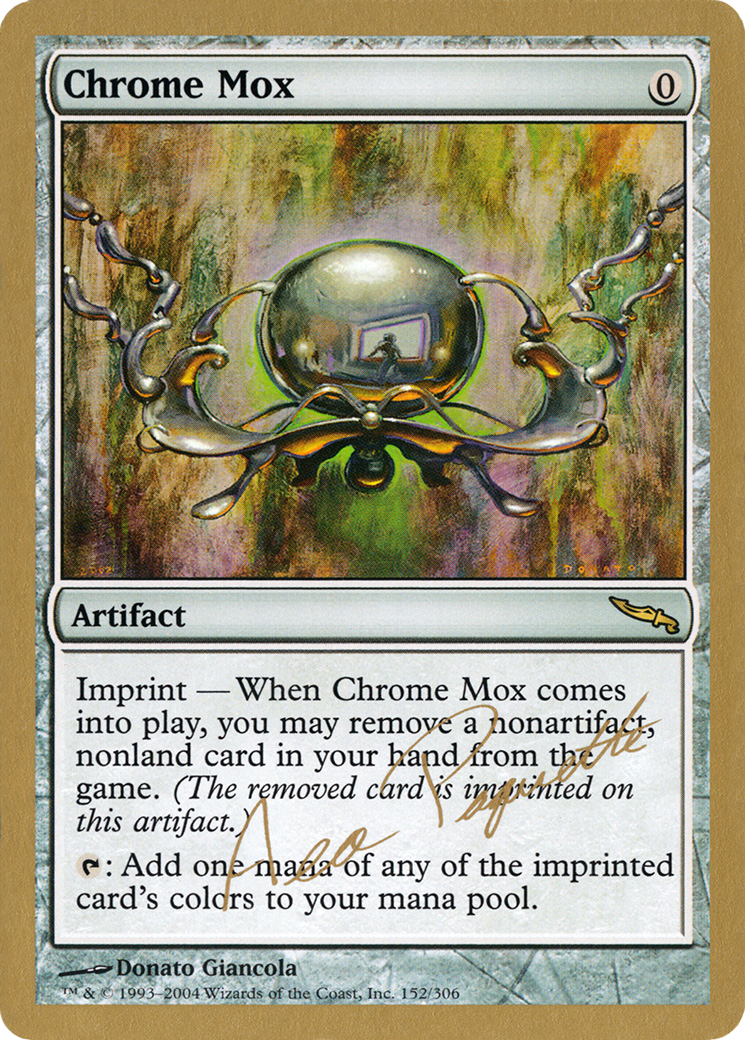 Chrome Mox 0
2002 DONATO
Artifact
Imprint — When Chrome Mox comes
into play, you may remove a nonartifact,
nonland card in your hand from the
game. (The removed card is imprinted on
this artifact.)
: Add one mana of any of the imprinted
card's colors to your mana pool.
Aeo Paquette
Donato Giancola
™ & © 1993–2004 Wizards of the Coast, Inc. 152/306